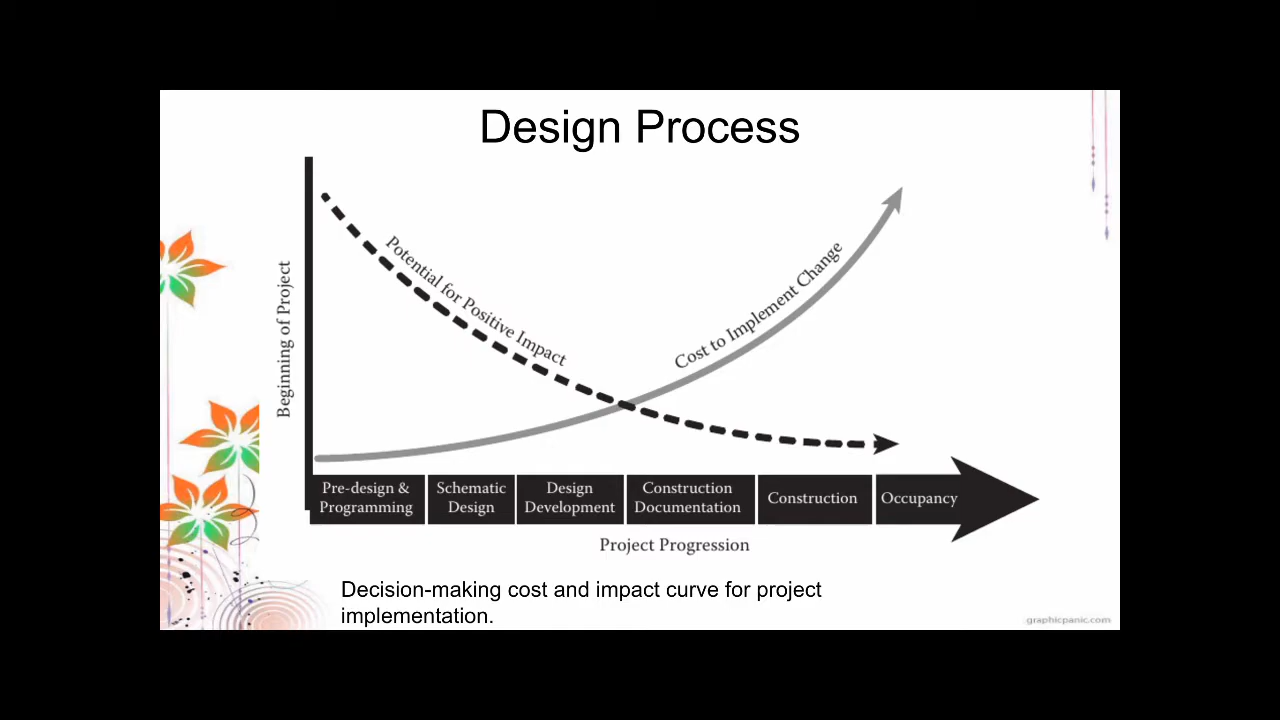 Design Process
Beginning of Project
Potential for Positive Impact
Cost to Implement Change
Pre-design &
Programming
Schematic
Design
Design
Development
Construction
Documentation
Construction
Occupancy
Project Progression
Decision-making cost and impact curve for project
implementation.
graphicpanic.com